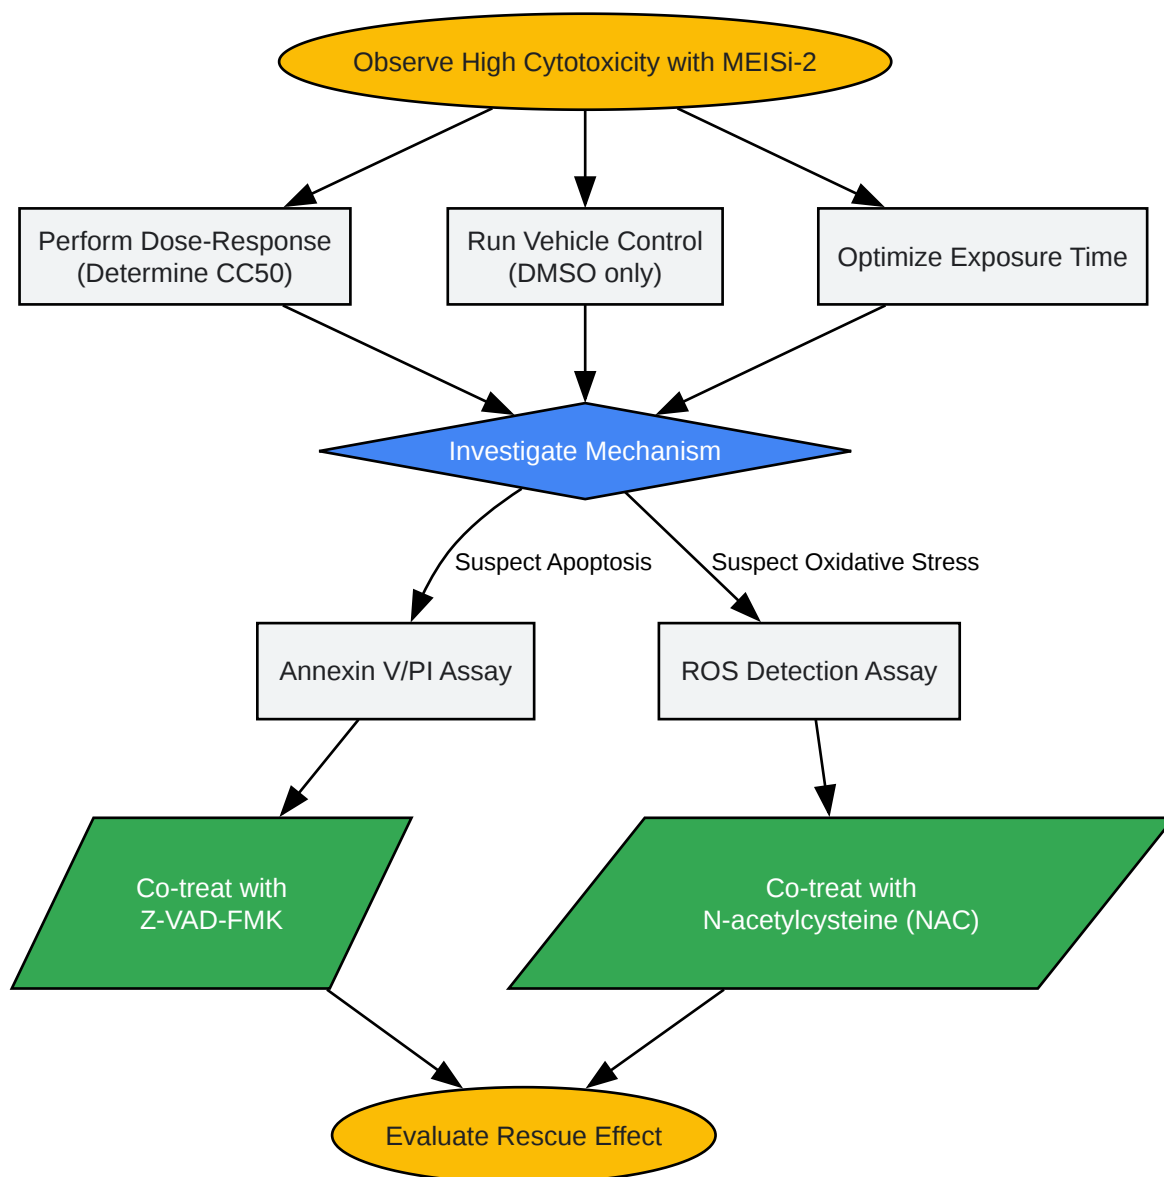 Observe High Cytotoxicity with MEISi-2
Perform Dose-Response
(Determine CC50)
Run Vehicle Control
(DMSO only)
Optimize Exposure Time
Investigate Mechanism
Suspect Apoptosis
Suspect Oxidative Stress
Annexin V/PI Assay
ROS Detection Assay
Co-treat with
Z-VAD-FMK
Co-treat with
N-acetylcysteine (NAC)
Evaluate Rescue Effect